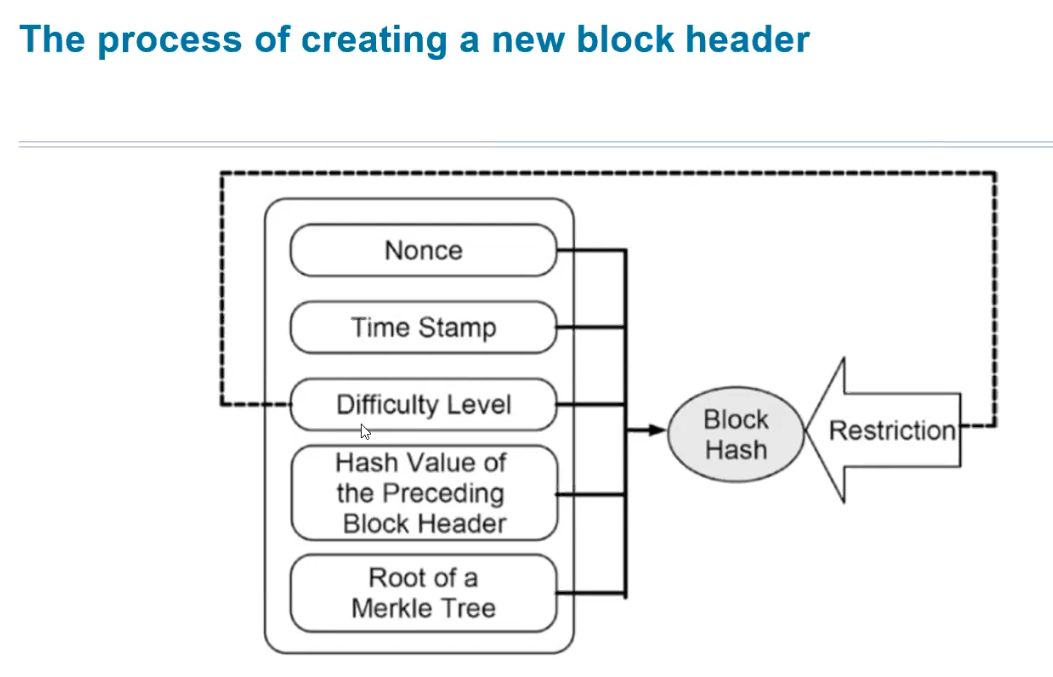 The process of creating a new block header
Nonce
Time Stamp
Difficulty Level
Hash Value of
the Preceding
Block Header
Root of a
Merkle Tree
Block
Hash
Restriction